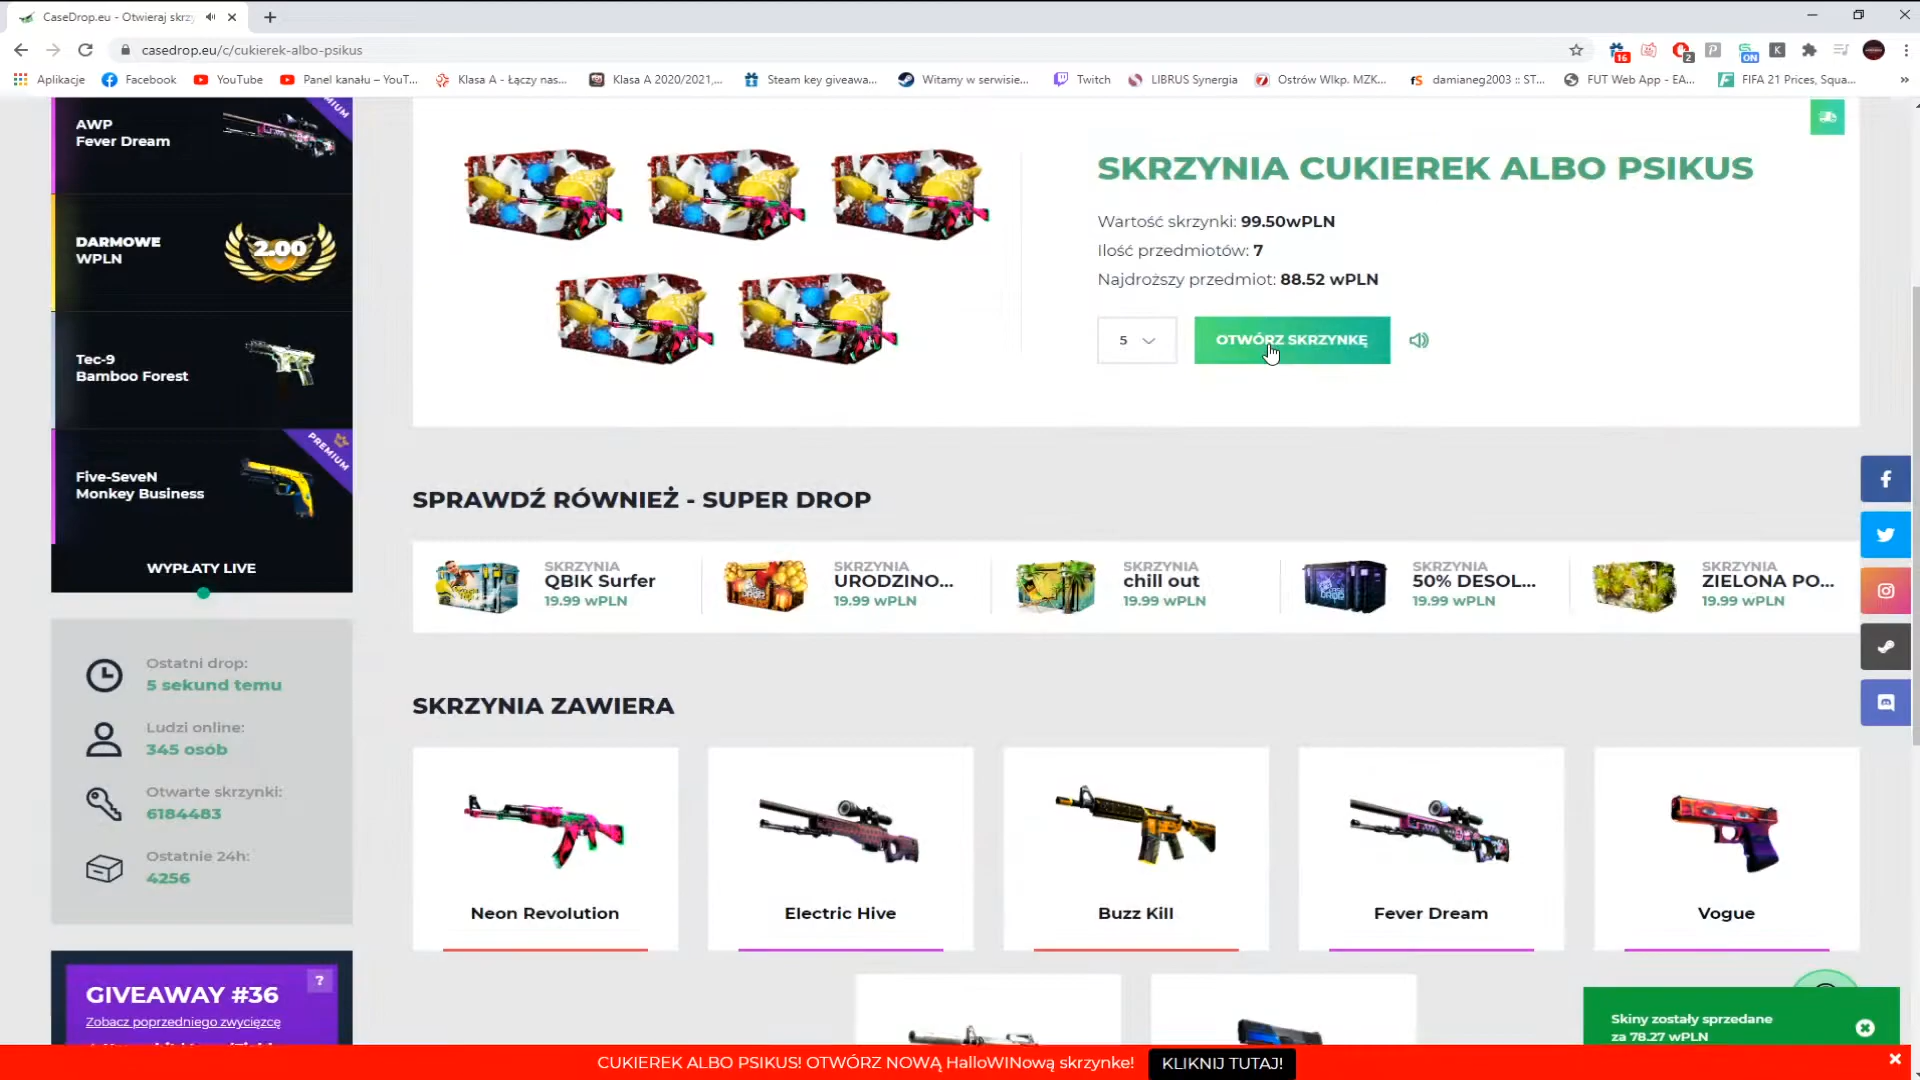 CaseDrop.eu - Otwieraj skrzy
casedrop.eu/c/cukierek-albo-psikus
16
2
ON
Aplikacje
Facebook
YouTube
Panel kanału – YouT...
Klasa A - Łączy nas...
Klasa A 2020/2021,...
Steam key giveawa...
Witamy w serwisie...
Twitch
LIBRUS Synergia
Ostrów Wlkp. MZK...
damianeg2003 :: ST...
FUT Web App - EA...
FIFA 21 Prices, Squa...
AWP
Fever Dream
DARMOWE
WPLN
2.00
Tec-9
Bamboo Forest
PREMIUM
Five-SeveN
Monkey Business
WYPŁATY LIVE
Ostatni drop:
5 sekund temu
Ludzi online:
345 osób
Otwarte skrzynki:
6184483
Ostatnie 24h:
4256
GIVEAWAY #36
?
Zobacz poprzedniego zwycięzcę
SKRZYNIA CUKIEREK ALBO PSIKUS
Wartość skrzynki: 99.50wPLN
Ilość przedmiotów: 7
Najdroższy przedmiot: 88.52 wPLN
5
OTWÓRZ SKRZYNKĘ
SPRAWDŹ RÓWNIEŻ - SUPER DROP
SKRZYNIA
QBIK Surfer
19.99 wPLN
SKRZYNIA
URODZINO...
19.99 wPLN
SKRZYNIA
chill out
19.99 wPLN
SKRZYNIA
50% DESOL...
19.99 wPLN
SKRZYNIA
ZIELONA PO...
19.99 wPLN
SKRZYNIA ZAWIERA
Neon Revolution
Electric Hive
Buzz Kill
Fever Dream
Vogue
Skiny zostały sprzedane
za 78.27 wPLN
CUKIEREK ALBO PSIKUS! OTWÓRZ NOWĄ HalloWINową skrzynke!
KLIKNIJ TUTAJ!